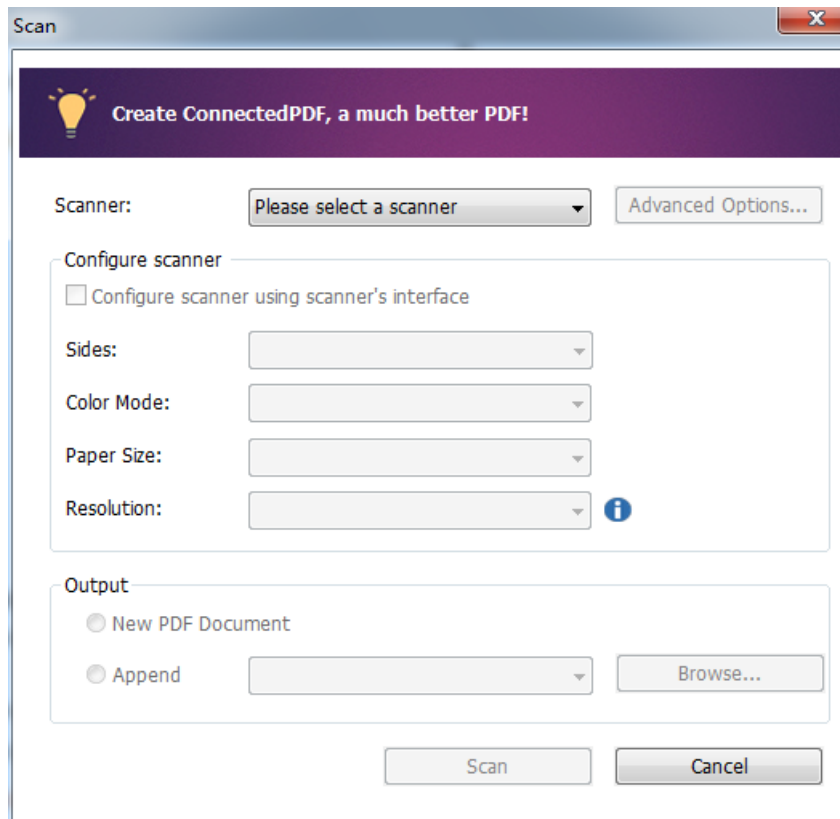 Scan
Create ConnectedPDF, a much better PDF!
Scanner: Please select a scanner Advanced Options...
Configure scanner
Configure scanner using scanner's interface
Sides:
Color Mode:
Paper Size:
Resolution:
Output
New PDF Document
Append Browse...
Scan Cancel